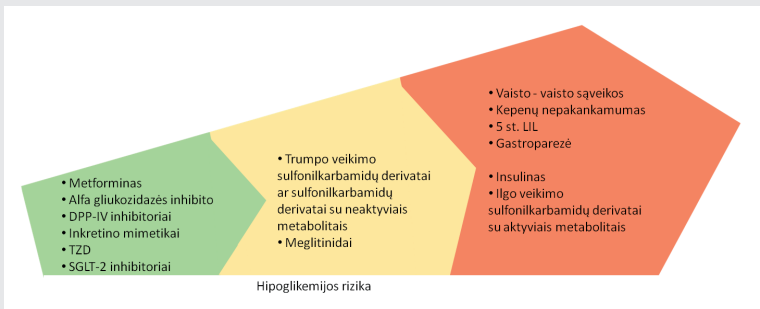 • Metforminas
• Alfa gliukozidazės inhibito
• DPP-IV inhibitoriai
• Inkretino mimetikai
• TZD
• SGLT-2 inhibitoriai
• Trumpo veikimo
sulfonilkarbamidų derivatai
ar sulfonilkarbamidų
derivatai su neaktyviais
metabolitais
• Meglitinidai
• Vaisto - vaisto sąveikos
• Kepenų nepakankamumas
• 5 st. LIL
• Gastroparezė
• Insulinas
• Ilgo veikimo
sulfonilkarbamidų derivatai
su aktyviais metabolitais
Hipoglikemijos rizika